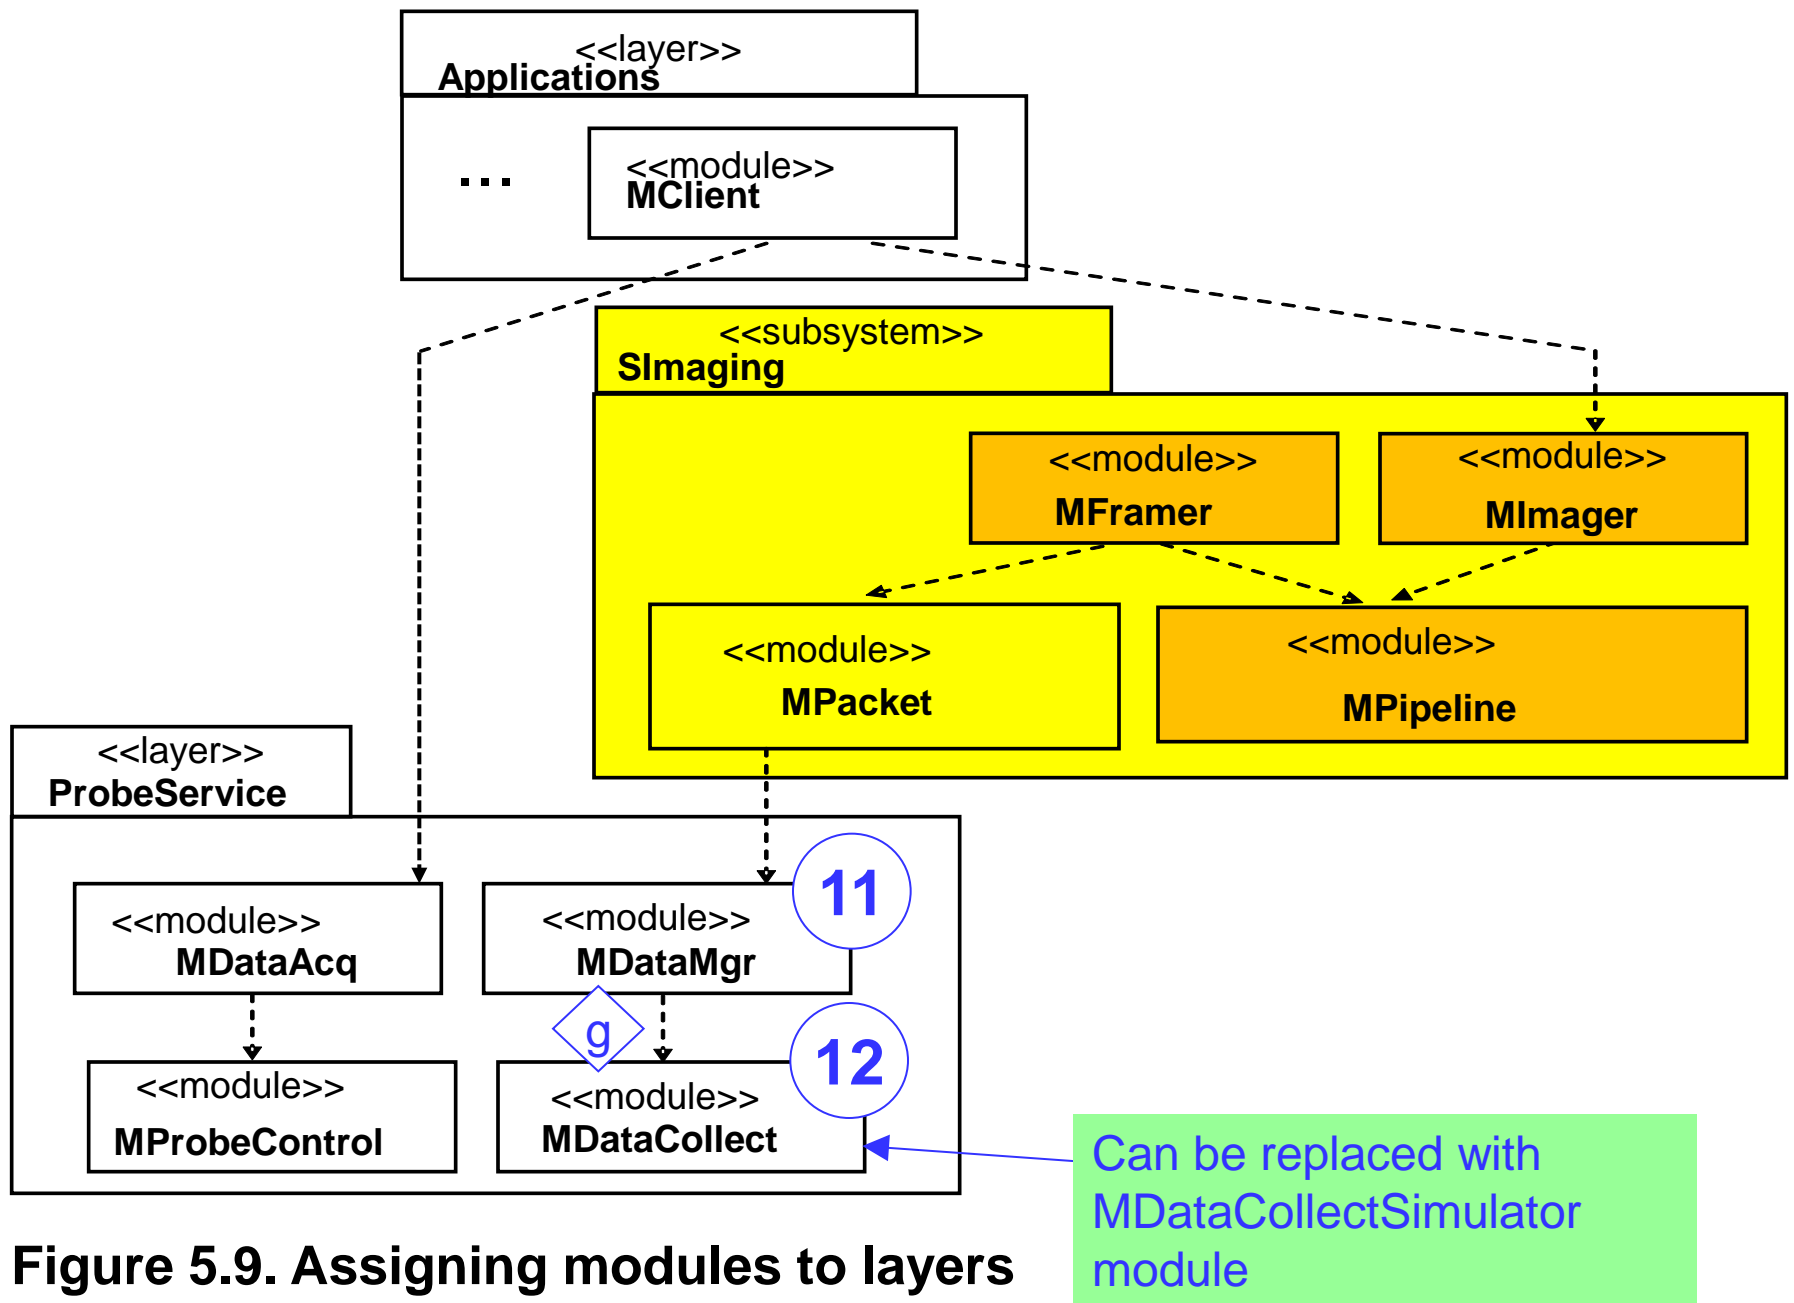 <<layer>>
Applications
...
<<module>>
MClient
<<subsystem>>
SImaging
<<module>>
MFramer
<<module>>
MImager
<<module>>
MPacket
<<module>>
MPipeline
<<layer>>
ProbeService
<<module>>
MDataAcq
<<module>>
MDataMgr
11
g
<<module>>
MProbeControl
<<module>>
MDataCollect
12
Can be replaced with
MDataCollectSimulator
module
Figure 5.9. Assigning modules to layers